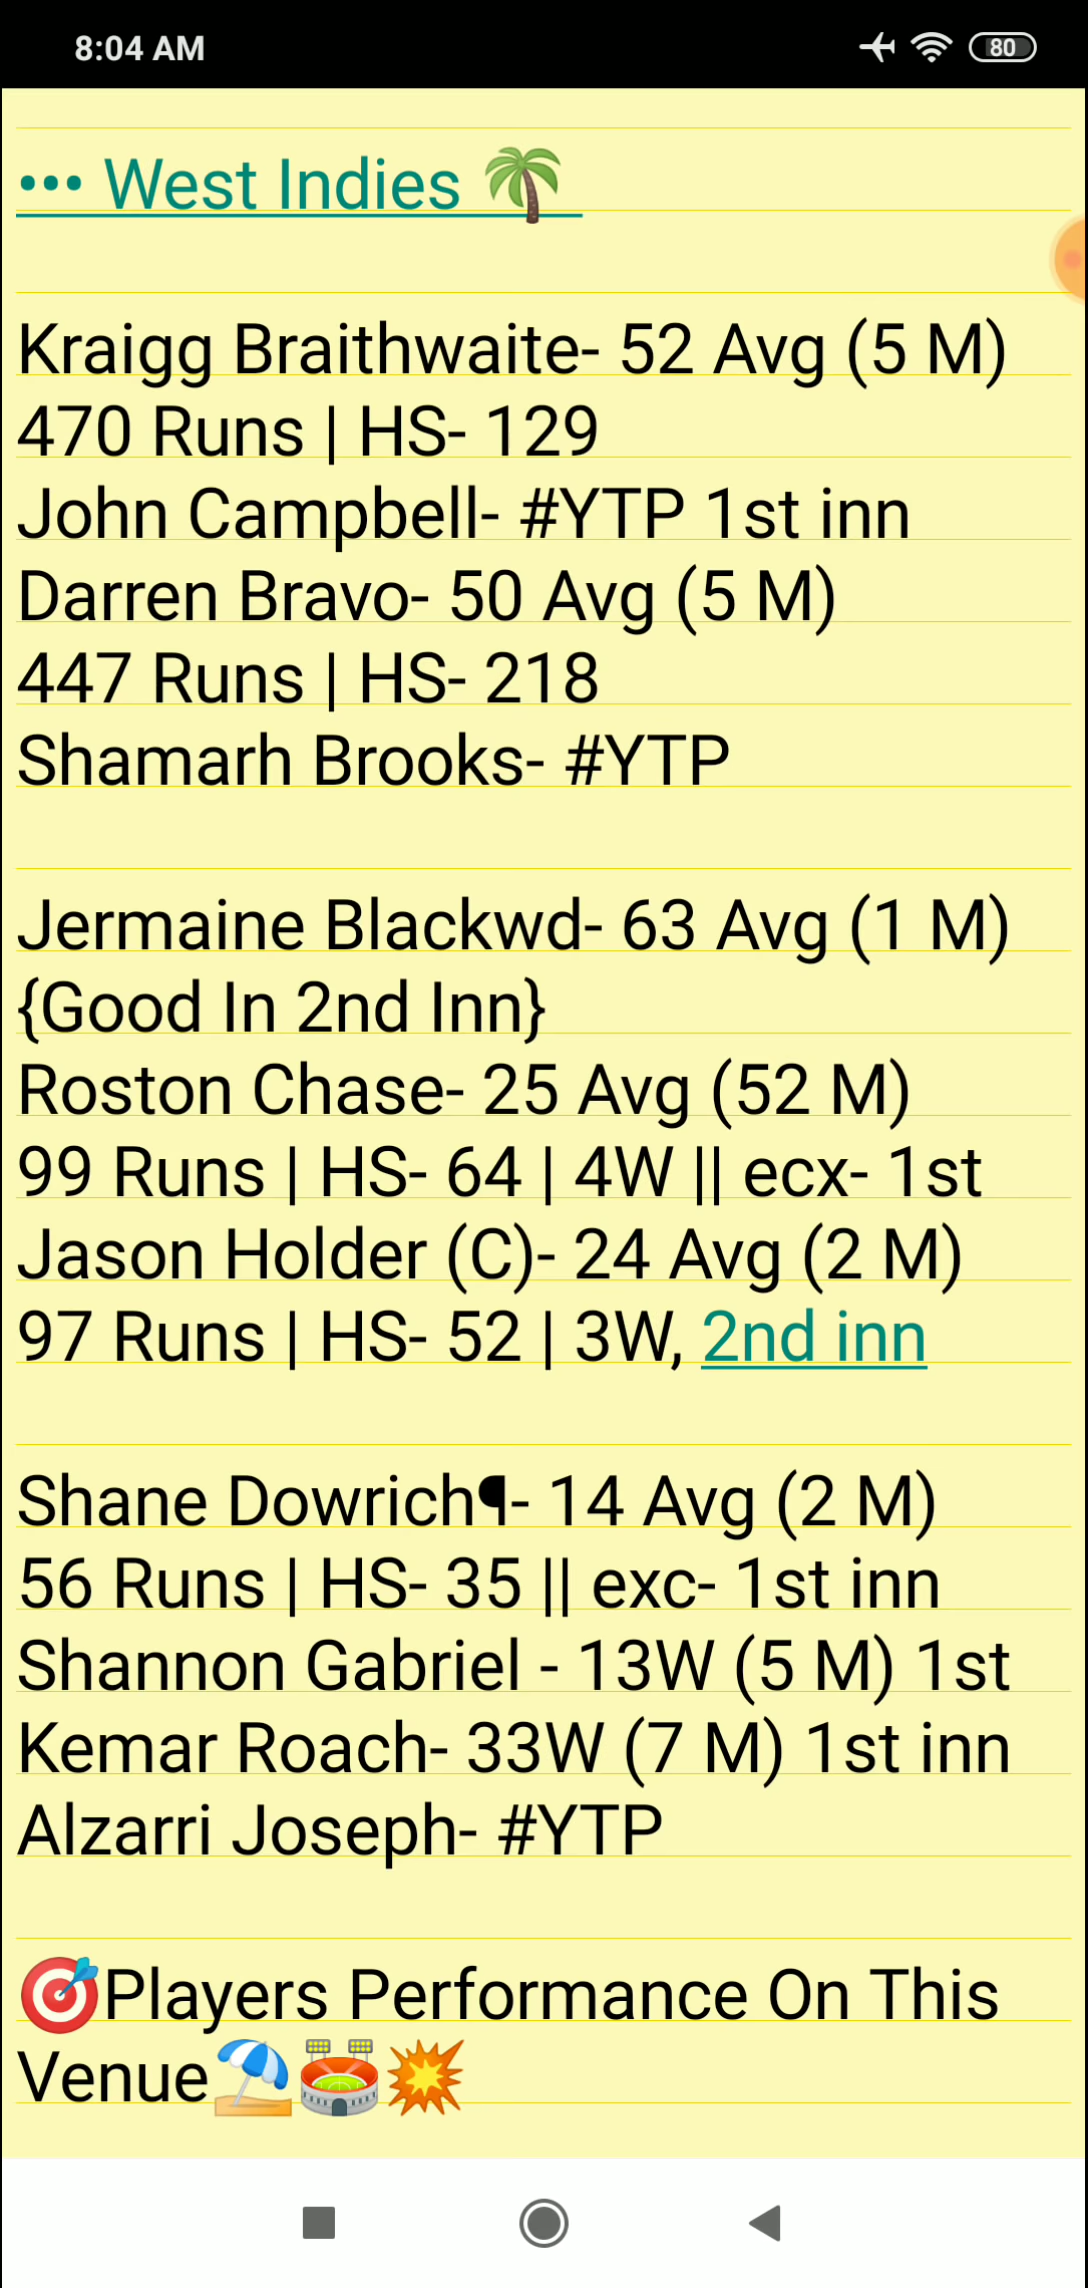 8:04 AM
80
••• West Indies 🌴
Kraigg Braithwaite- 52 Avg (5 M)
470 Runs | HS- 129
John Campbell- #YTP 1st inn
Darren Bravo- 50 Avg (5 M)
447 Runs | HS- 218
Shamarh Brooks- #YTP
Jermaine Blackwd- 63 Avg (1 M)
{Good In 2nd Inn}
Roston Chase- 25 Avg (52 M)
99 Runs | HS- 64 | 4W || ecx- 1st
Jason Holder (C)- 24 Avg (2 M)
97 Runs | HS- 52 | 3W, 2nd inn
Shane Dowrich¶- 14 Avg (2 M)
56 Runs | HS- 35 || exc- 1st inn
Shannon Gabriel - 13W (5 M) 1st
Kemar Roach- 33W (7 M) 1st inn
Alzarri Joseph- #YTP
🎯Players Performance On This
Venue⛱🏟💥